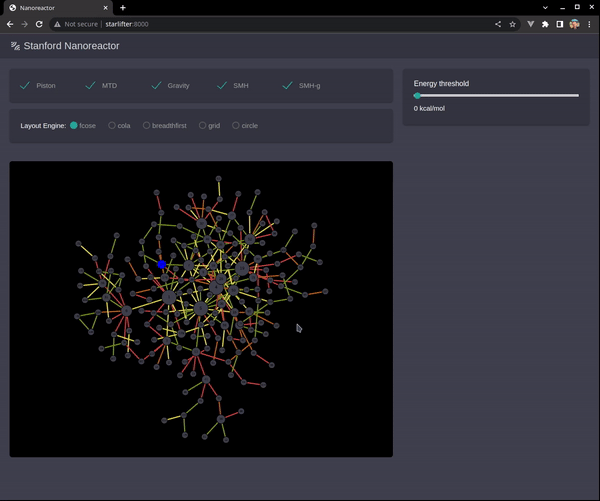 Nanoreactor
Not secure | starlifter:8000
Stanford Nanoreactor
Piston MTD Gravity SMH SMH-g
Energy threshold
0 kcal/mol
Layout Engine: fcose cola breadthfirst grid circle